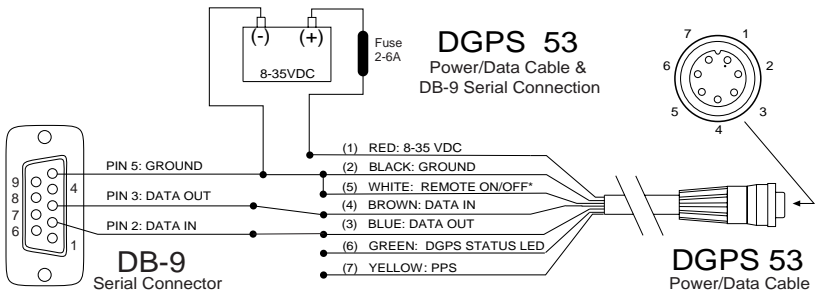 (-) (+)
8-35VDC
Fuse
2-6A
DGPS 53
Power/Data Cable &
DB-9 Serial Connection
7 1
6 2
5 3
4
(1) RED: 8-35 VDC
(2) BLACK: GROUND
(5) WHITE: REMOTE ON/OFF*
(4) BROWN: DATA IN
(3) BLUE: DATA OUT
(6) GREEN: DGPS STATUS LED
(7) YELLOW: PPS
PIN 5: GROUND
PIN 3: DATA OUT
PIN 2: DATA IN
9
8
7
6
4
1
DB-9
Serial Connector
DGPS 53
Power/Data Cable